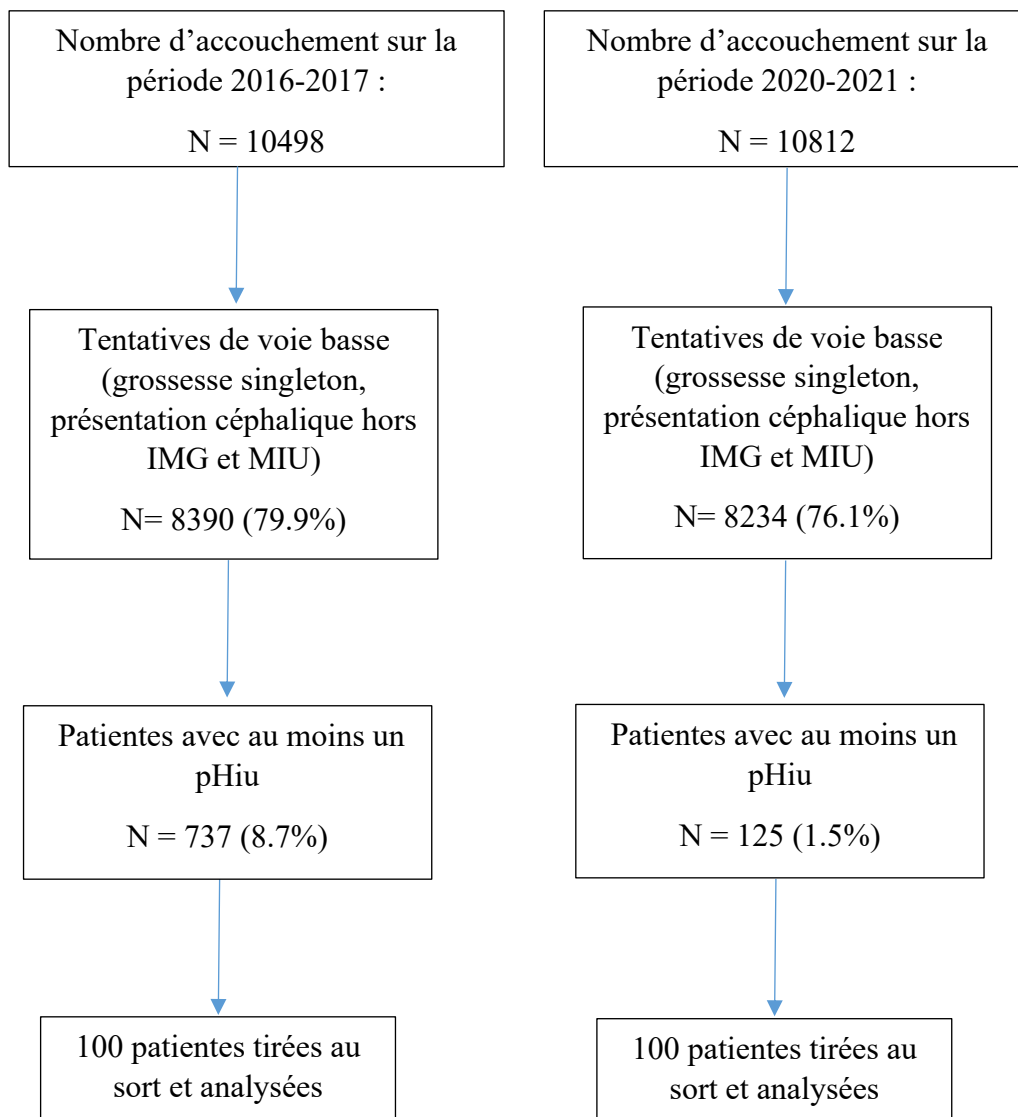 Nombre d’accouchement sur la
période 2016-2017 :
N = 10498
Tentatives de voie basse
(grossesse singleton,
présentation céphalique hors
IMG et MIU)
N= 8390 (79.9%)
Patientes avec au moins un
pHiu
N = 737 (8.7%)
100 patientes tirées au
sort et analysées
Nombre d’accouchement sur la
période 2020-2021 :
N = 10812
Tentatives de voie basse
(grossesse singleton,
présentation céphalique hors
IMG et MIU)
N= 8234 (76.1%)
Patientes avec au moins un
pHiu
N = 125 (1.5%)
100 patientes tirées au
sort et analysées